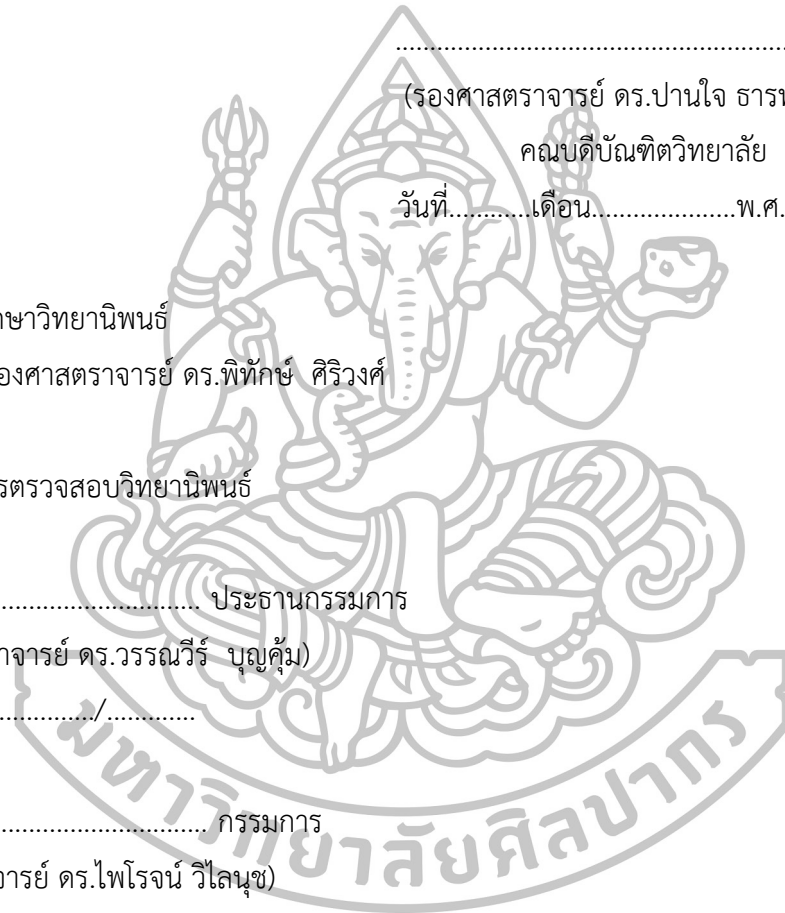 ........................................................
(รองศาสตราจารย์ ดร.ปานใจ ธาร
คณบดีบัณฑิตวิทยาลัย
วันที่............เดือน.....................พ.ศ.
วิทยานิพนธ์
องศาสตราจารย์ ดร.พิทักษ์ ศิริวงศ์
รตรวจสอบวิทยานิพนธ์
............................. ประธานกรรมการ
าจารย์ ดร.วรรณวีร์ บุญคุ้ม)
............../.............
.............................. กรรมการ
จารย์ ดร.ไพโรจน์ วิไลนุช)
มหาวิทยาลัยศิลปากร